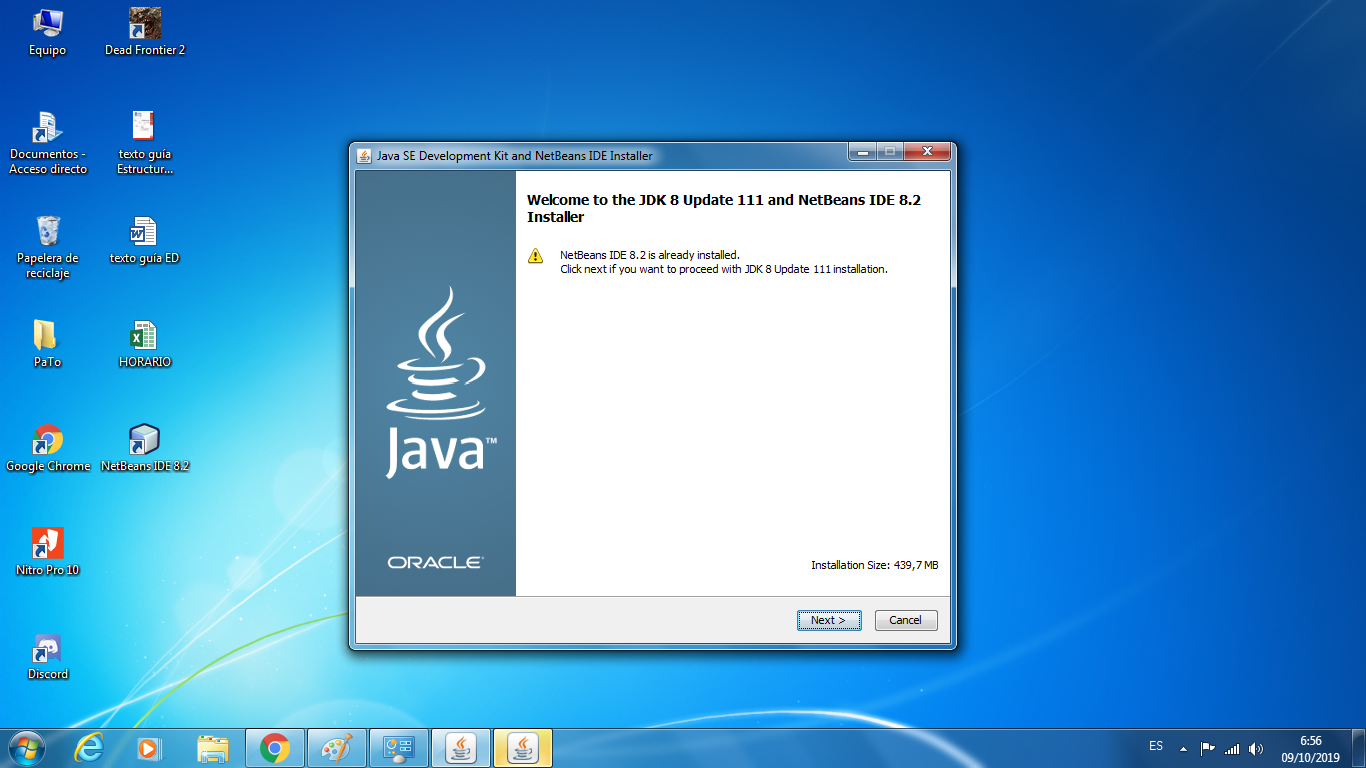 Equipo
Dead Frontier 2
Documentos -
Acceso directo
texto guía
Estructur...
Papelera de
reciclaje
texto guía ED
PaTo
HORARIO
Google Chrome
NetBeans IDE 8.2
Nitro Pro 10
Discord
Java SE Development Kit and NetBeans IDE Installer
Welcome to the JDK 8 Update 111 and NetBeans IDE 8.2
Installer
NetBeans IDE 8.2 is already installed.
Click next if you want to proceed with JDK 8 Update 111 installation.
Java™
ORACLE®
Installation Size: 439,7 MB
Next >
Cancel
ES
6:56
09/10/2019